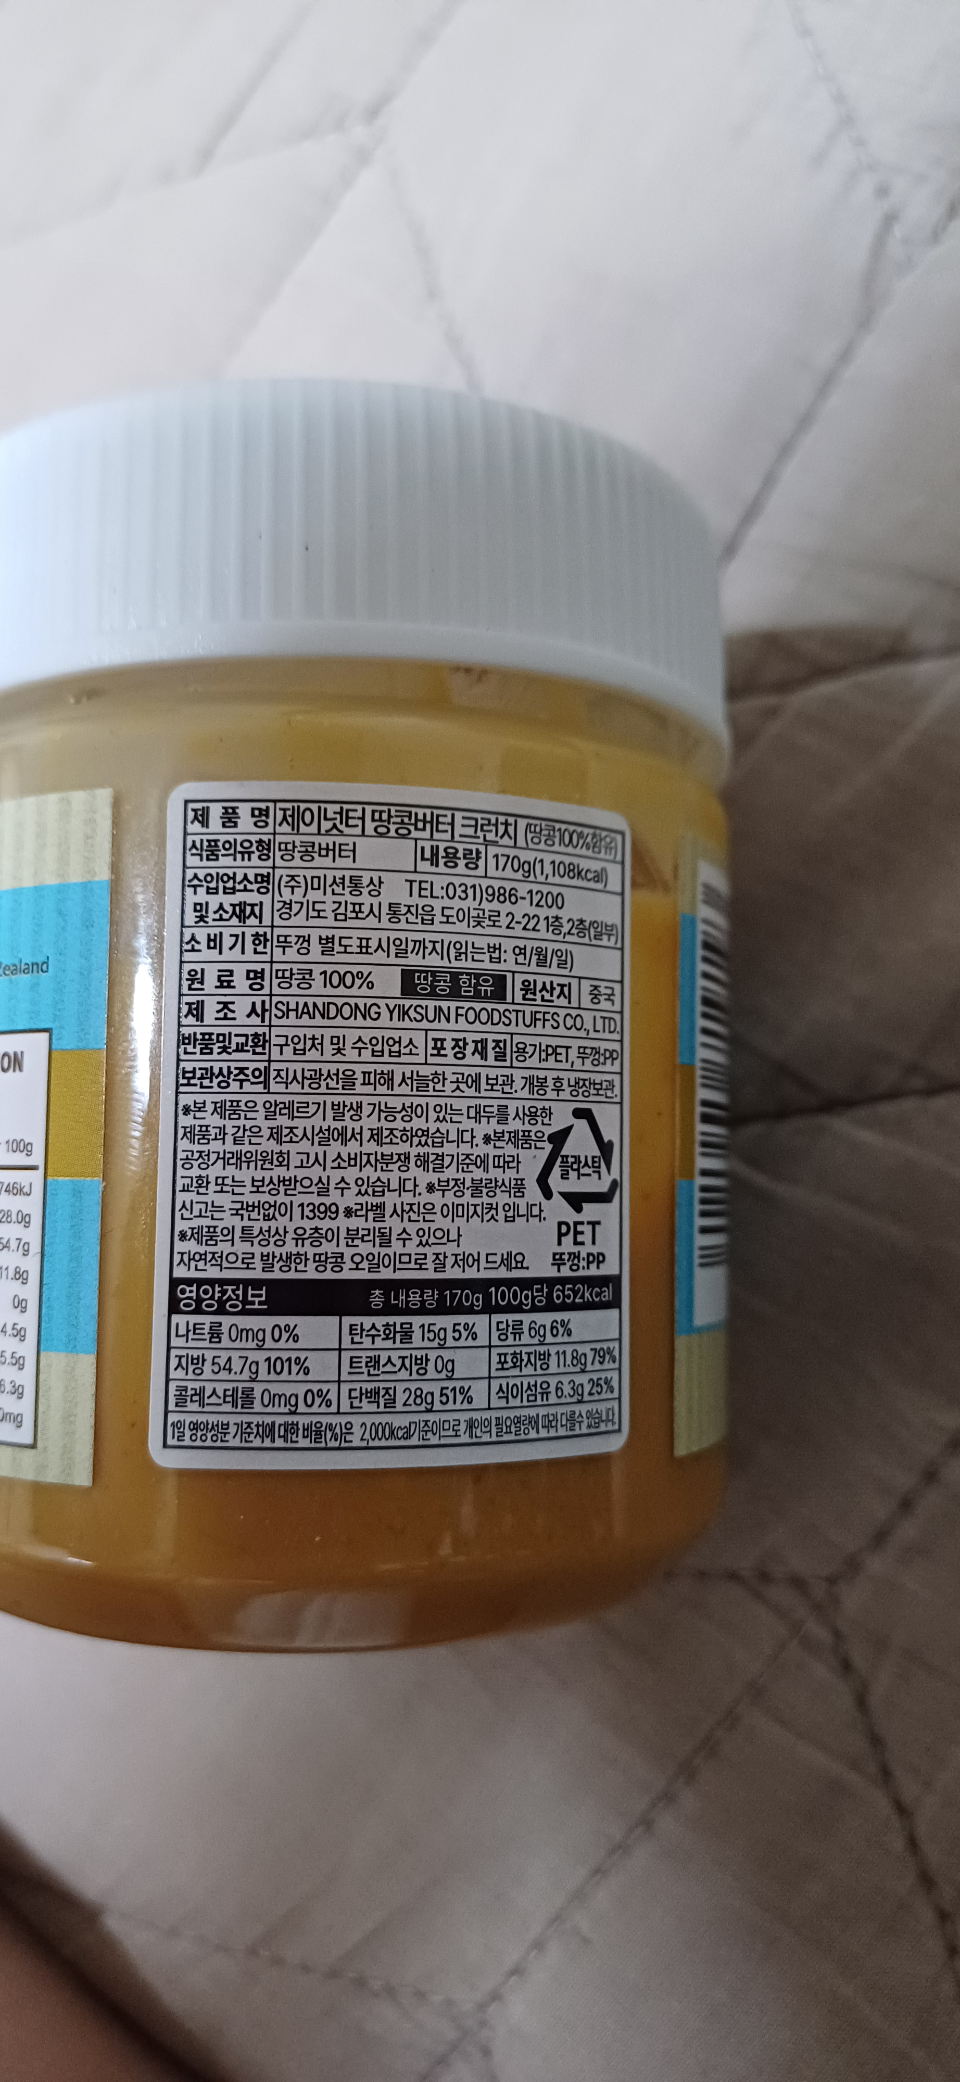 제 품 명 제이넛터 땅콩버터 크런치 (땅콩100%함유)
식품의유형 땅콩버터 내용량 170g(1,108kcal)
수입업소명 및 소재지 (주)미션통상 TEL:031)986-1200
경기도 김포시 통진읍 도이곶로 2-22 1층,2층(일부)
소 비 기 한 뚜껑 별도표시일까지(읽는법: 연/월/일)
원 료 명 땅콩 100% 땅콩 함유 원산지 중국
제 조 사 SHANDONG YIKSUN FOODSTUFFS CO., LTD.
반품및교환 구입처 및 수입업소 포장재질 용기:PET, 뚜껑:PP
보관상주의 직사광선을 피해 서늘한 곳에 보관. 개봉 후 냉장보관.
※본 제품은 알레르기 발생 가능성이 있는 대두를 사용한
제품과 같은 제조시설에서 제조하였습니다. ※본제품은
공정거래위원회 고시 소비자분쟁 해결기준에 따라
교환 또는 보상받으실 수 있습니다. ※부정·불량식품
신고는 국번없이 1399 ※라벨 사진은 이미지컷 입니다.
※제품의 특성상 유층이 분리될 수 있으나
자연적으로 발생한 땅콩 오일이므로 잘 저어 드세요.
플라스틱
PET
뚜껑:PP
영양정보 총 내용량 170g 100g당 652kcal
나트륨 0mg 0% 탄수화물 15g 5% 당류 6g 6%
지방 54.7g 101% 트랜스지방 0g 포화지방 11.8g 79%
콜레스테롤 0mg 0% 단백질 28g 51% 식이섬유 6.3g 25%
1일 영양성분 기준치에 대한 비율(%)은 2,000kcal기준이므로 개인의 필요열량에 따라 다를수 있습니다.
Zealand
ON
100g
746kJ
28.0g
54.7g
11.8g
0g
4.5g
5.5g
6.3g
0mg